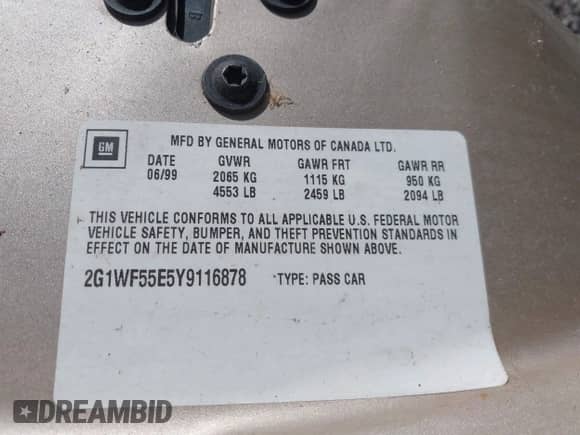 B
GM
MFD BY GENERAL MOTORS OF CANADA LTD.
DATE GVWR GAWR FRT GAWR RR
06/99 2065 KG 1115 KG 950 KG
4553 LB 2459 LB 2094 LB
THIS VEHICLE CONFORMS TO ALL APPLICABLE U.S. FEDERAL MOTOR
VEHICLE SAFETY, BUMPER, AND THEFT PREVENTION STANDARDS IN
EFFECT ON THE DATE OF MANUFACTURE SHOWN ABOVE.
2G1WF55E5Y9116878 TYPE: PASS CAR
DREAMBID